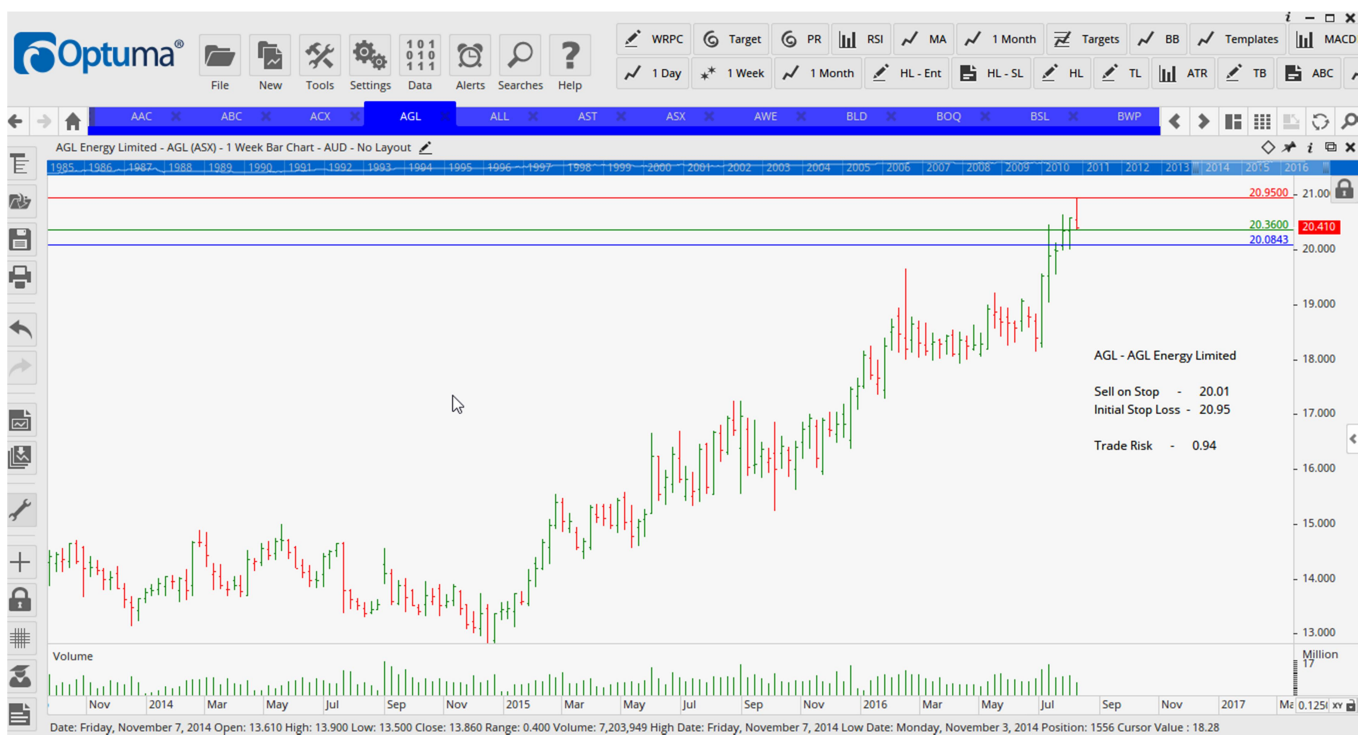 Optuma®
File New Tools Settings Data Alerts Searches Help
WRPC Target PR RSI MA 1 Month Targets BB Templates MACD
1 Day 1 Week 1 Month HL - Ent HL - SL HL TL ATR TB ABC
AAC ABC ACX AGL ALL AST ASX AWE BLD BOQ BSL BWP
AGL Energy Limited - AGL (ASX) - 1 Week Bar Chart - AUD - No Layout
1985 1986 1987 1988 1989 1990 1991 1992 1993 1994 1995 1996 1997 1998 1999 2000 2001 2002 2003 2004 2005 2006 2007 2008 2009 2010 2011 2012 2013 2014 2015 2016
20.9500
21.00
20.3600
20.410
20.0843
20.000
19.000
18.000
17.000
16.000
15.000
14.000
13.000
AGL - AGL Energy Limited
Sell on Stop - 20.01
Initial Stop Loss - 20.95
Trade Risk - 0.94
Volume
Million
17
Nov 2014 Mar May Jul Sep Nov 2015 Mar May Jul Sep Nov 2016 Mar May Jul Sep Nov 2017 Ma 0.125 XY
Date: Friday, November 7, 2014 Open: 13.610 High: 13.900 Low: 13.500 Close: 13.860 Range: 0.400 Volume: 7,203,949 High Date: Friday, November 7, 2014 Low Date: Monday, November 3, 2014 Position: 1556 Cursor Value : 18.28